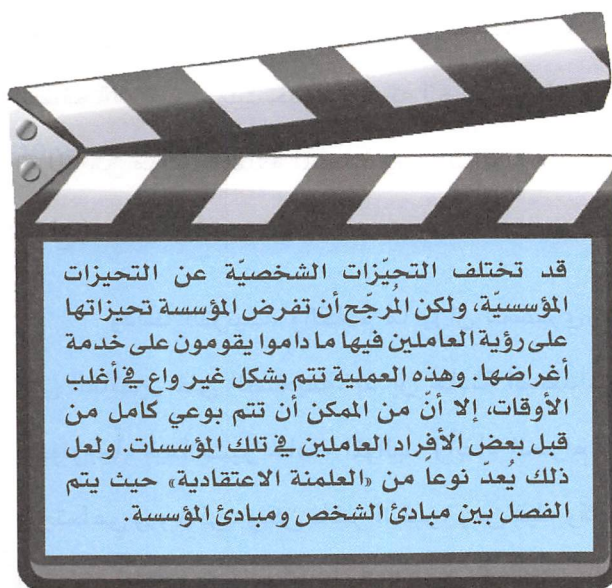 قد تختلف التحيّزات الشخصيّة عن التحيزات
المؤسسيّة، ولكن المُرجّح أن تفرض المؤسسة تحيزاتها
على رؤية العاملين فيها ما داموا يقومون على خدمة
أغراضها. وهذه العملية تتم بشكل غير واع في أغلب
الأوقات، إلا أنّ من الممكن أن تتم بوعي كامل من
قبل بعض الأفراد العاملين في تلك المؤسسات. ولعل
ذلك يُعدّ نوعاً من «العلمنة الاعتقادية» حيث يتم
الفصل بين مبادئ الشخص ومبادئ المؤسسة.